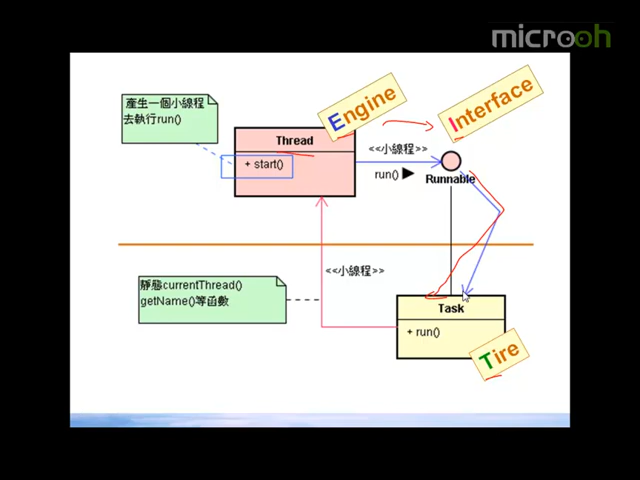 microoh
產生一個小線程
去執行run()
Engine
Interface
Thread
+ start()
<<小線程>>
run()
Runnable
<<小線程>>
靜態currentThread()
getName()等函數
Task
+ run()
Tire